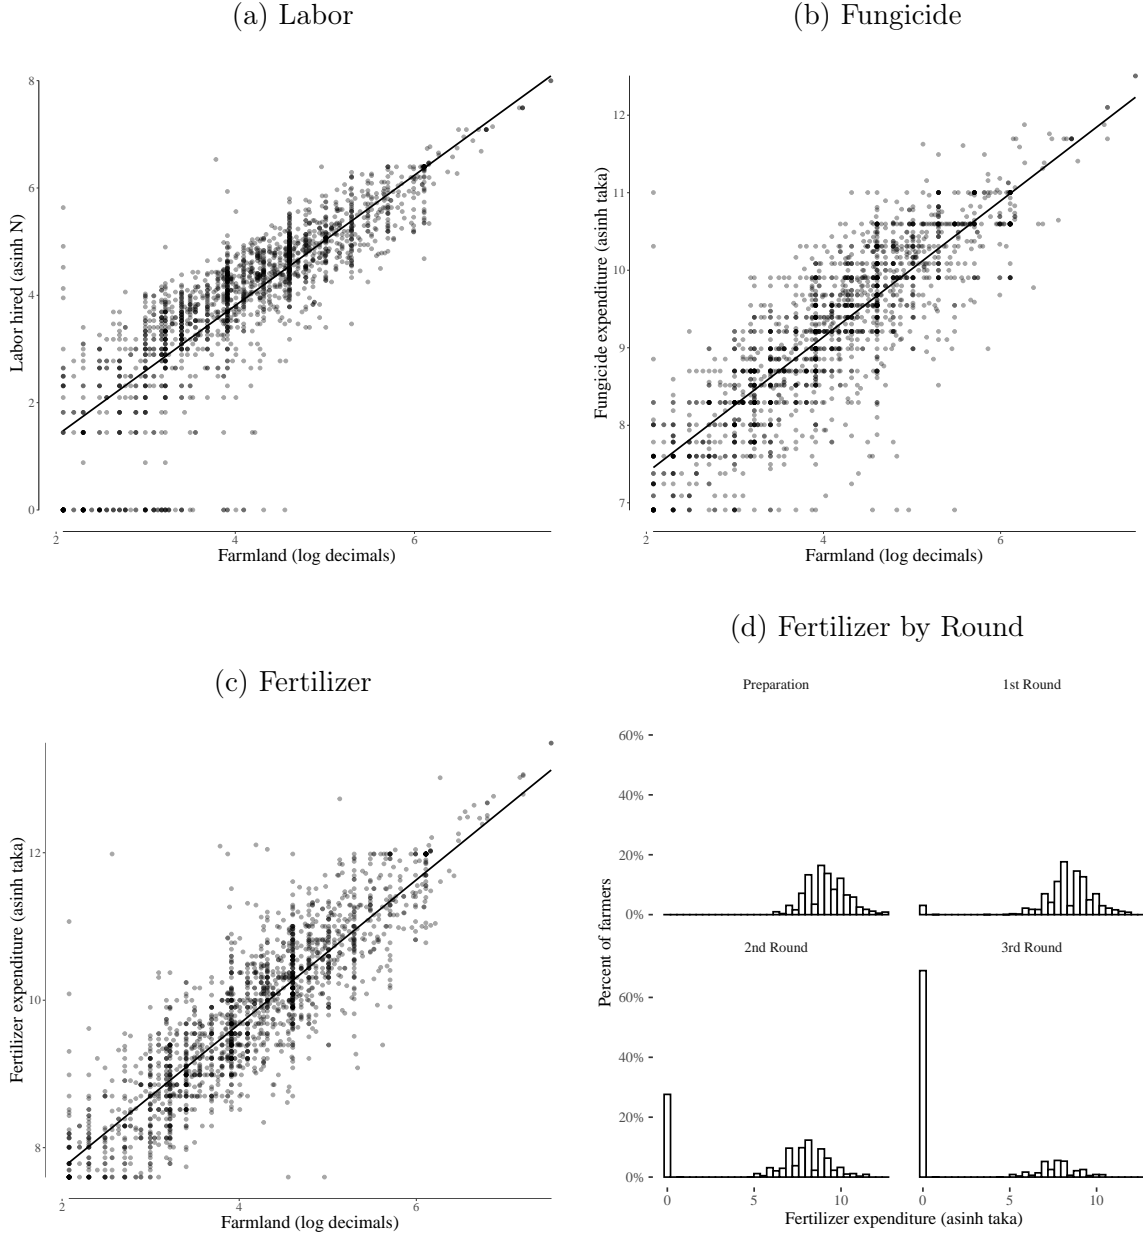 (a) Labor
8
6
4
2
0
Labor hired (asinh N)
2
4
6
Farmland (log decimals)
(b) Fungicide
12
11
10
9
8
7
Fungicide expenditure (asinh taka)
2
4
6
Farmland (log decimals)
(c) Fertilizer
12
10
8
Fertilizer expenditure (asinh taka)
2
4
6
Farmland (log decimals)
(d) Fertilizer by Round
Preparation
1st Round
60%
40%
20%
0%
Percent of farmers
2nd Round
3rd Round
60%
40%
20%
0%
0
5
10
0
5
10
Fertilizer expenditure (asinh taka)